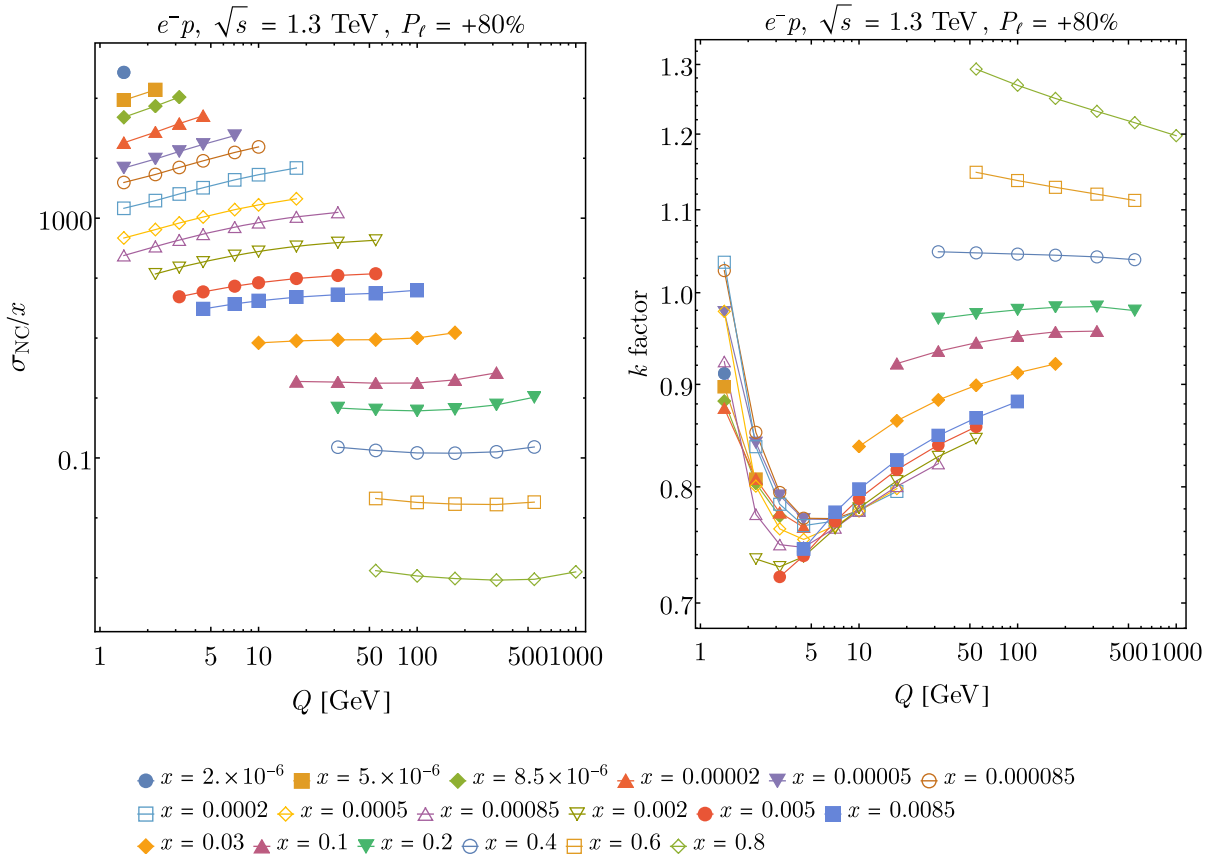 e⁻p, √s = 1.3 TeV , P_ℓ = +80%
σ_NC/x
1000
0.1
1 5 10 50 100 500 1000
Q [GeV]
e⁻p, √s = 1.3 TeV , P_ℓ = +80%
k factor
1.3
1.2
1.1
1.0
0.9
0.8
0.7
1 5 10 50 100 500 1000
Q [GeV]
x = 2.×10⁻⁶ x = 5.×10⁻⁶ x = 8.5×10⁻⁶ x = 0.00002 x = 0.00005 x = 0.000085
x = 0.0002 x = 0.0005 x = 0.00085 x = 0.002 x = 0.005 x = 0.0085
x = 0.03 x = 0.1 x = 0.2 x = 0.4 x = 0.6 x = 0.8